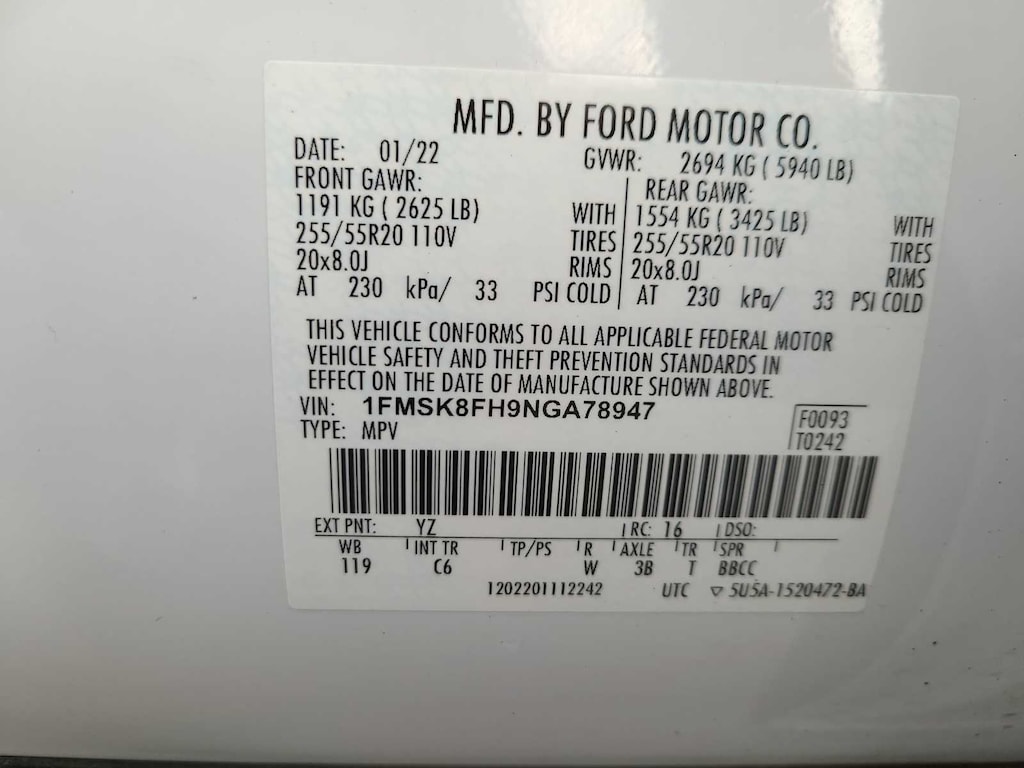 MFD. BY FORD MOTOR CO.
DATE: 01/22 GVWR: 2694 KG ( 5940 LB)
FRONT GAWR: REAR GAWR:
1191 KG ( 2625 LB) WITH 1554 KG ( 3425 LB) WITH
255/55R20 110V TIRES 255/55R20 110V TIRES
20x8.0J RIMS 20x8.0J RIMS
AT 230 kPa/ 33 PSI COLD AT 230 kPa/ 33 PSI COLD
THIS VEHICLE CONFORMS TO ALL APPLICABLE FEDERAL MOTOR
VEHICLE SAFETY AND THEFT PREVENTION STANDARDS IN
EFFECT ON THE DATE OF MANUFACTURE SHOWN ABOVE.
VIN: 1FMSK8FH9NGA78947 F0093
TYPE: MPV T0242
EXT PNT: YZ RC: 16 DSO:
WB INT TR TP/PS R AXLE TR SPR
119 C6 W 3B T BBCC
1202201112242 UTC ▽ 5U5A-1520472-BA